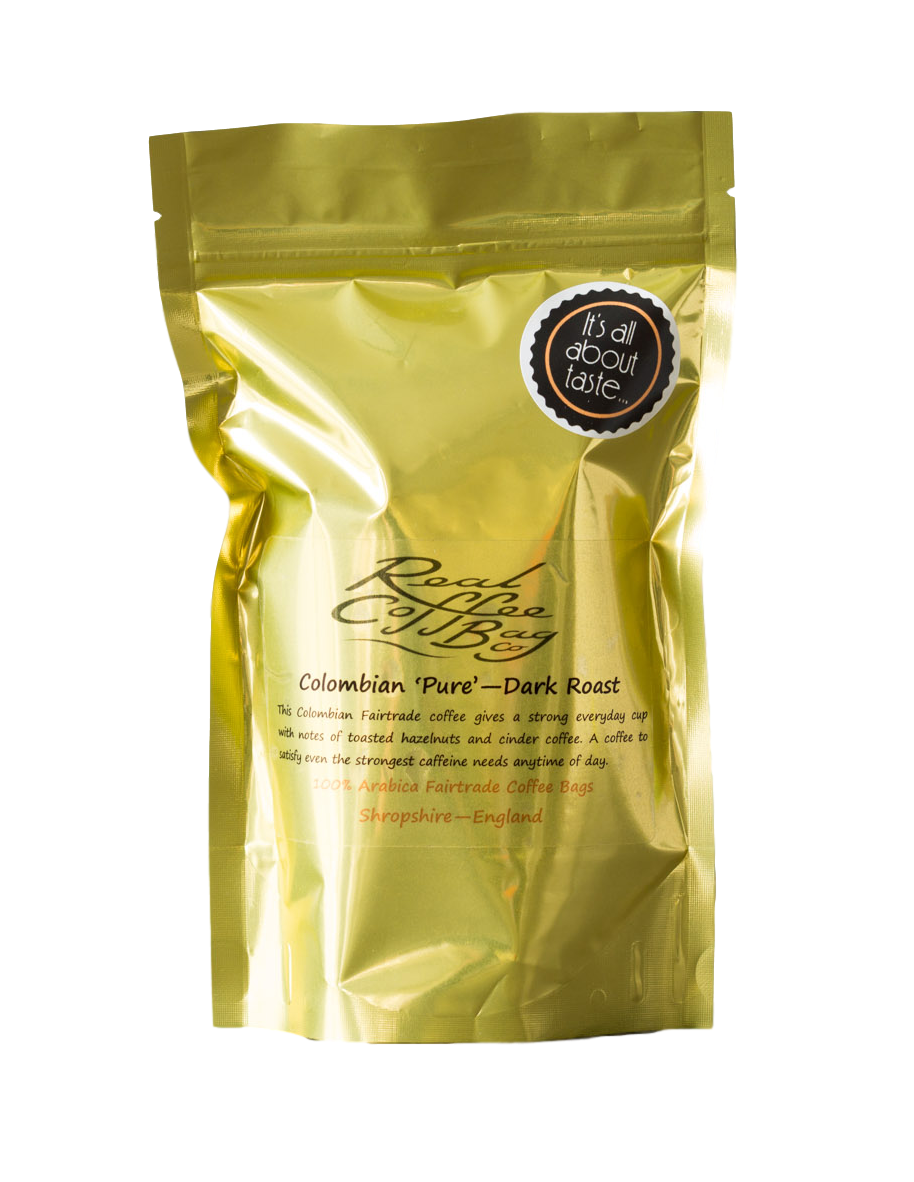 It's all
about
taste...
Real
Coffee
Bag
Co
Colombian ‘Pure’—Dark Roast
This Colombian Fairtrade coffee gives a strong everyday cup
with notes of toasted hazelnuts and cinder coffee. A coffee to
satisfy even the strongest caffeine needs anytime of day.
100% Arabica Fairtrade Coffee Bags
Shropshire—England